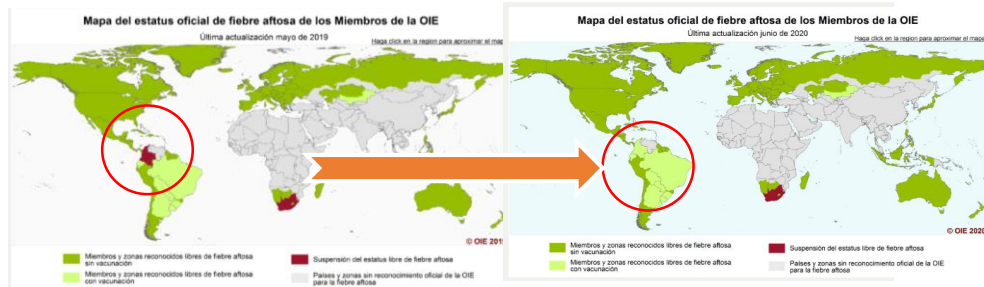 Mapa del estatus oficial de fiebre aftosa de los Miembros de la OIE
Última actualización mayo de 2019
Haga click en la region para aproximar el mapa
© OIE 2019
Miembros y zonas reconocidos libres de fiebre aftosa
sin vacunación
Miembros y zonas reconocidos libres de fiebre aftosa
con vacunación
Suspensión del estatus libre de fiebre aftosa
Países y zonas sin reconocimiento oficial de la OIE
para la fiebre aftosa
Mapa del estatus oficial de fiebre aftosa de los Miembros de la OIE
Última actualización junio de 2020
Haga click en la region para aproximar el mapa
© OIE 2020
Miembros y zonas reconocidos libres de fiebre aftosa
sin vacunación
Miembros y zonas reconocidos libres de fiebre aftosa
con vacunación
Suspensión del estatus libre de fiebre aftosa
Países y zonas sin reconocimiento oficial de la OIE
para la fiebre aftosa